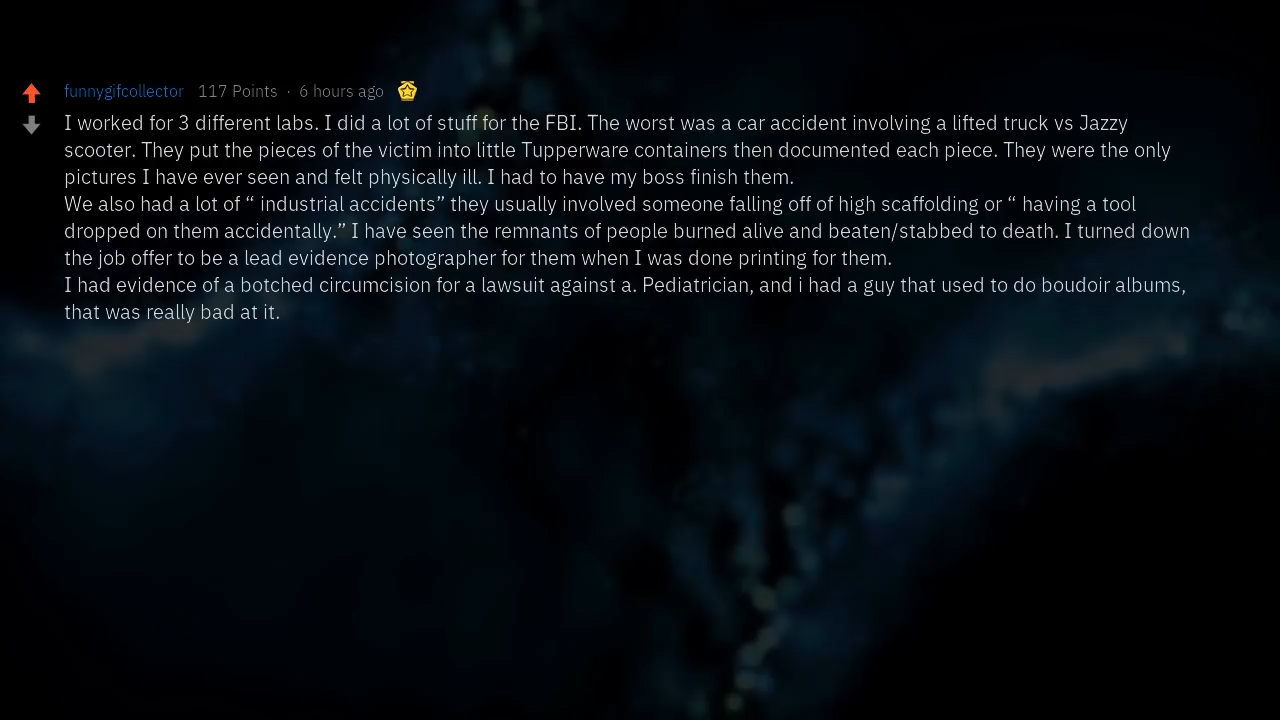 funnygifcollector 117 Points · 6 hours ago
I worked for 3 different labs. I did a lot of stuff for the FBI. The worst was a car accident involving a lifted truck vs Jazzy
scooter. They put the pieces of the victim into little Tupperware containers then documented each piece. They were the only
pictures I have ever seen and felt physically ill. I had to have my boss finish them.
We also had a lot of “ industrial accidents” they usually involved someone falling off of high scaffolding or “ having a tool
dropped on them accidentally.” I have seen the remnants of people burned alive and beaten/stabbed to death. I turned down
the job offer to be a lead evidence photographer for them when I was done printing for them.
I had evidence of a botched circumcision for a lawsuit against a. Pediatrician, and i had a guy that used to do boudoir albums,
that was really bad at it.